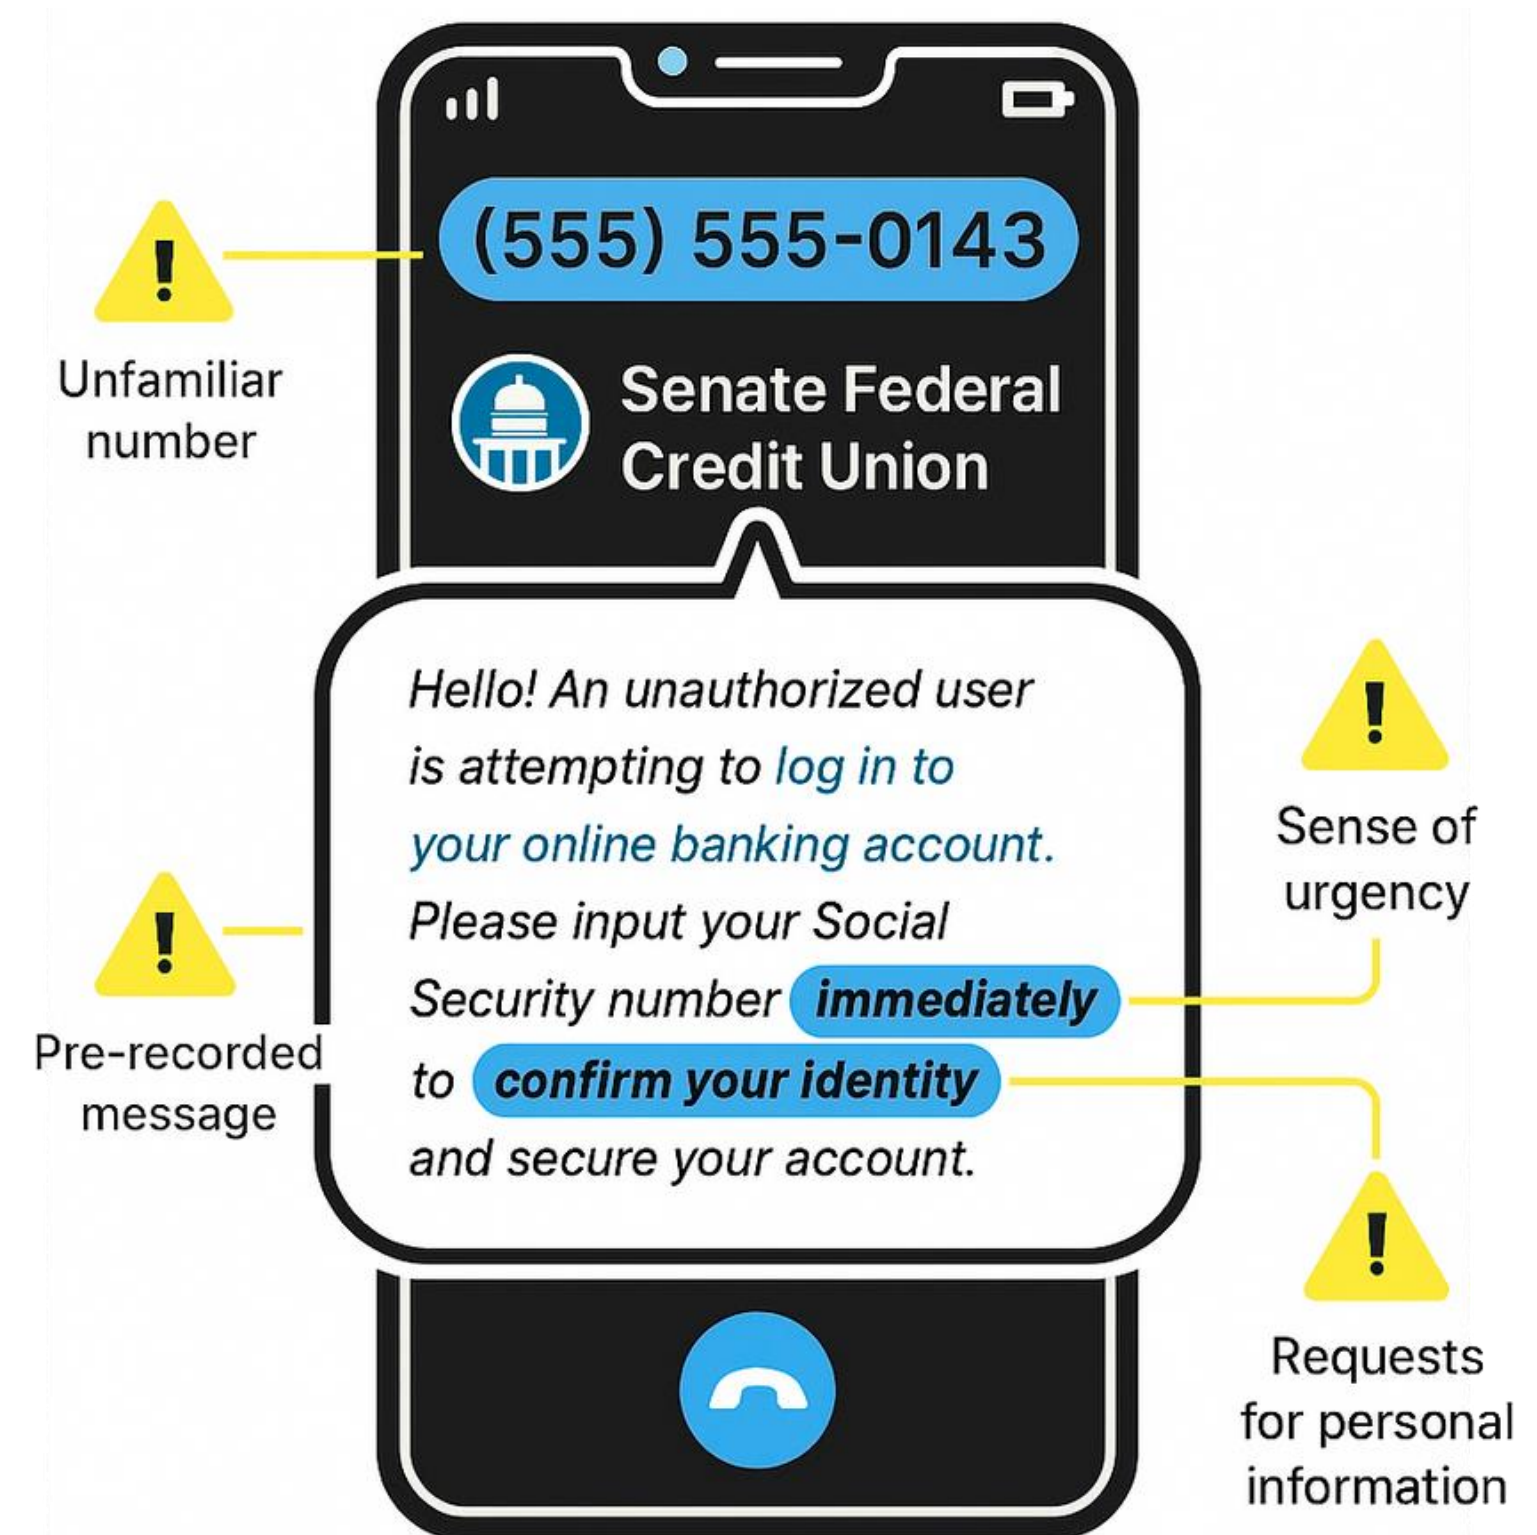 (555) 555-0143
!
Unfamiliar
number
Senate Federal
Credit Union
Hello! An unauthorized user
is attempting to log in to
your online banking account.
Please input your Social
Security number immediately
to confirm your identity
and secure your account.
!
Sense of
urgency
!
Pre-recorded
message
!
Requests
for personal
information